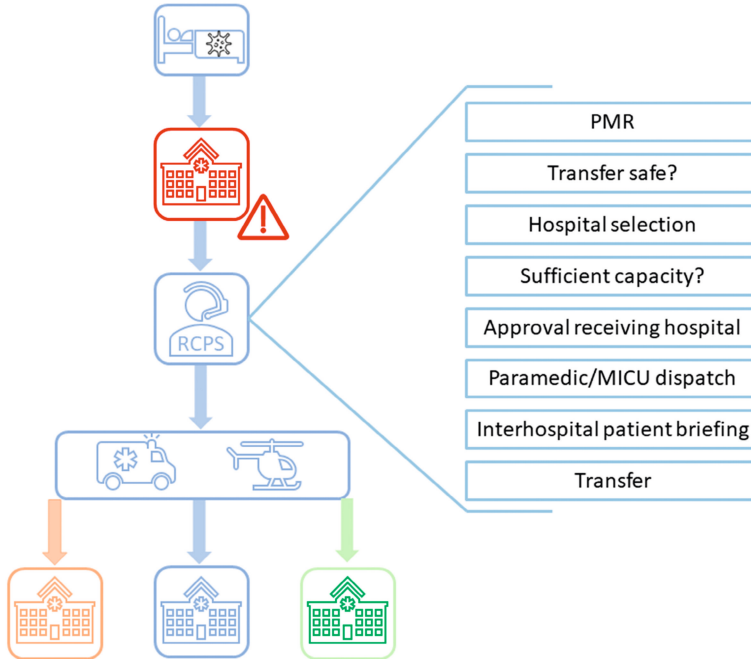 RCPS
PMR
Transfer safe?
Hospital selection
Sufficient capacity?
Approval receiving hospital
Paramedic/MICU dispatch
Interhospital patient briefing
Transfer